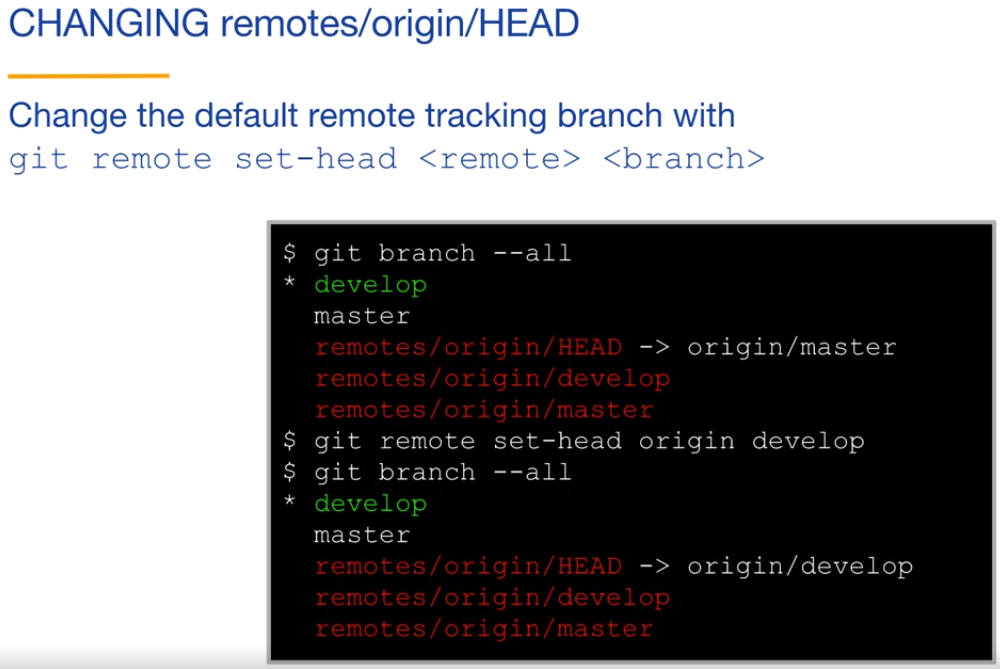 CHANGING remotes/origin/HEAD
Change the default remote tracking branch with
git remote set-head <remote> <branch>
$ git branch --all
* develop
  master
  remotes/origin/HEAD -> origin/master
  remotes/origin/develop
  remotes/origin/master
$ git remote set-head origin develop
$ git branch --all
* develop
  master
  remotes/origin/HEAD -> origin/develop
  remotes/origin/develop
  remotes/origin/master